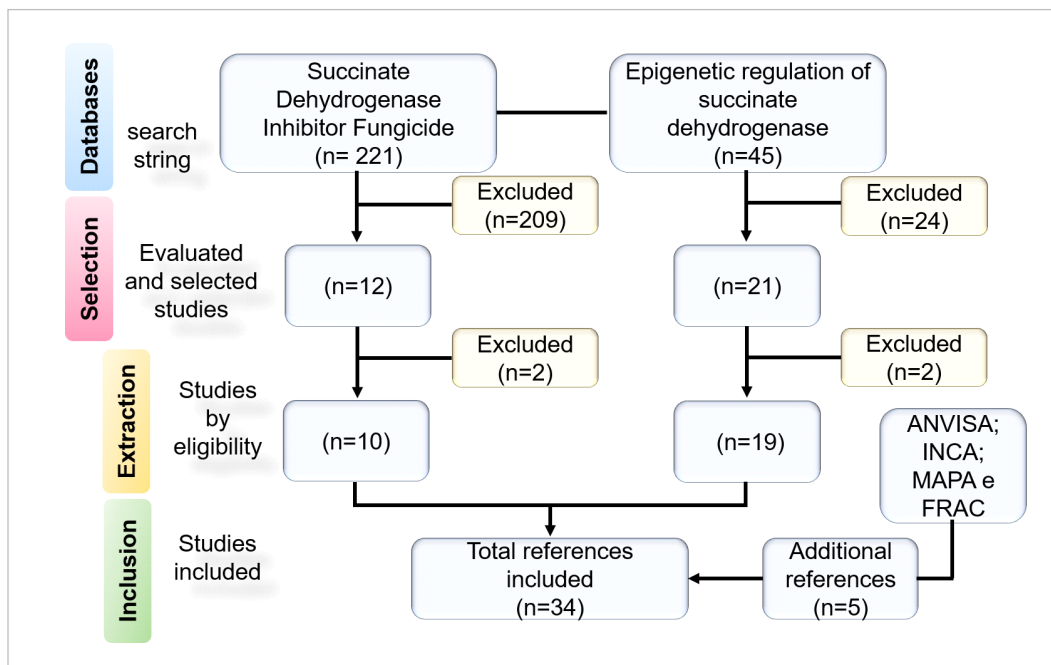 Databases
search
string
Succinate
Dehydrogenase
Inhibitor Fungicide
(n= 221)
Epigenetic regulation of
succinate
dehydrogenase
(n=45)
Excluded
(n=209)
Excluded
(n=24)
Selection
Evaluated
and selected
studies
(n=12)
(n=21)
Excluded
(n=2)
Excluded
(n=2)
Extraction
Studies
by
eligibility
(n=10)
(n=19)
ANVISA;
INCA;
MAPA e
FRAC
Inclusion
Studies
included
Total references
included
(n=34)
Additional
references
(n=5)